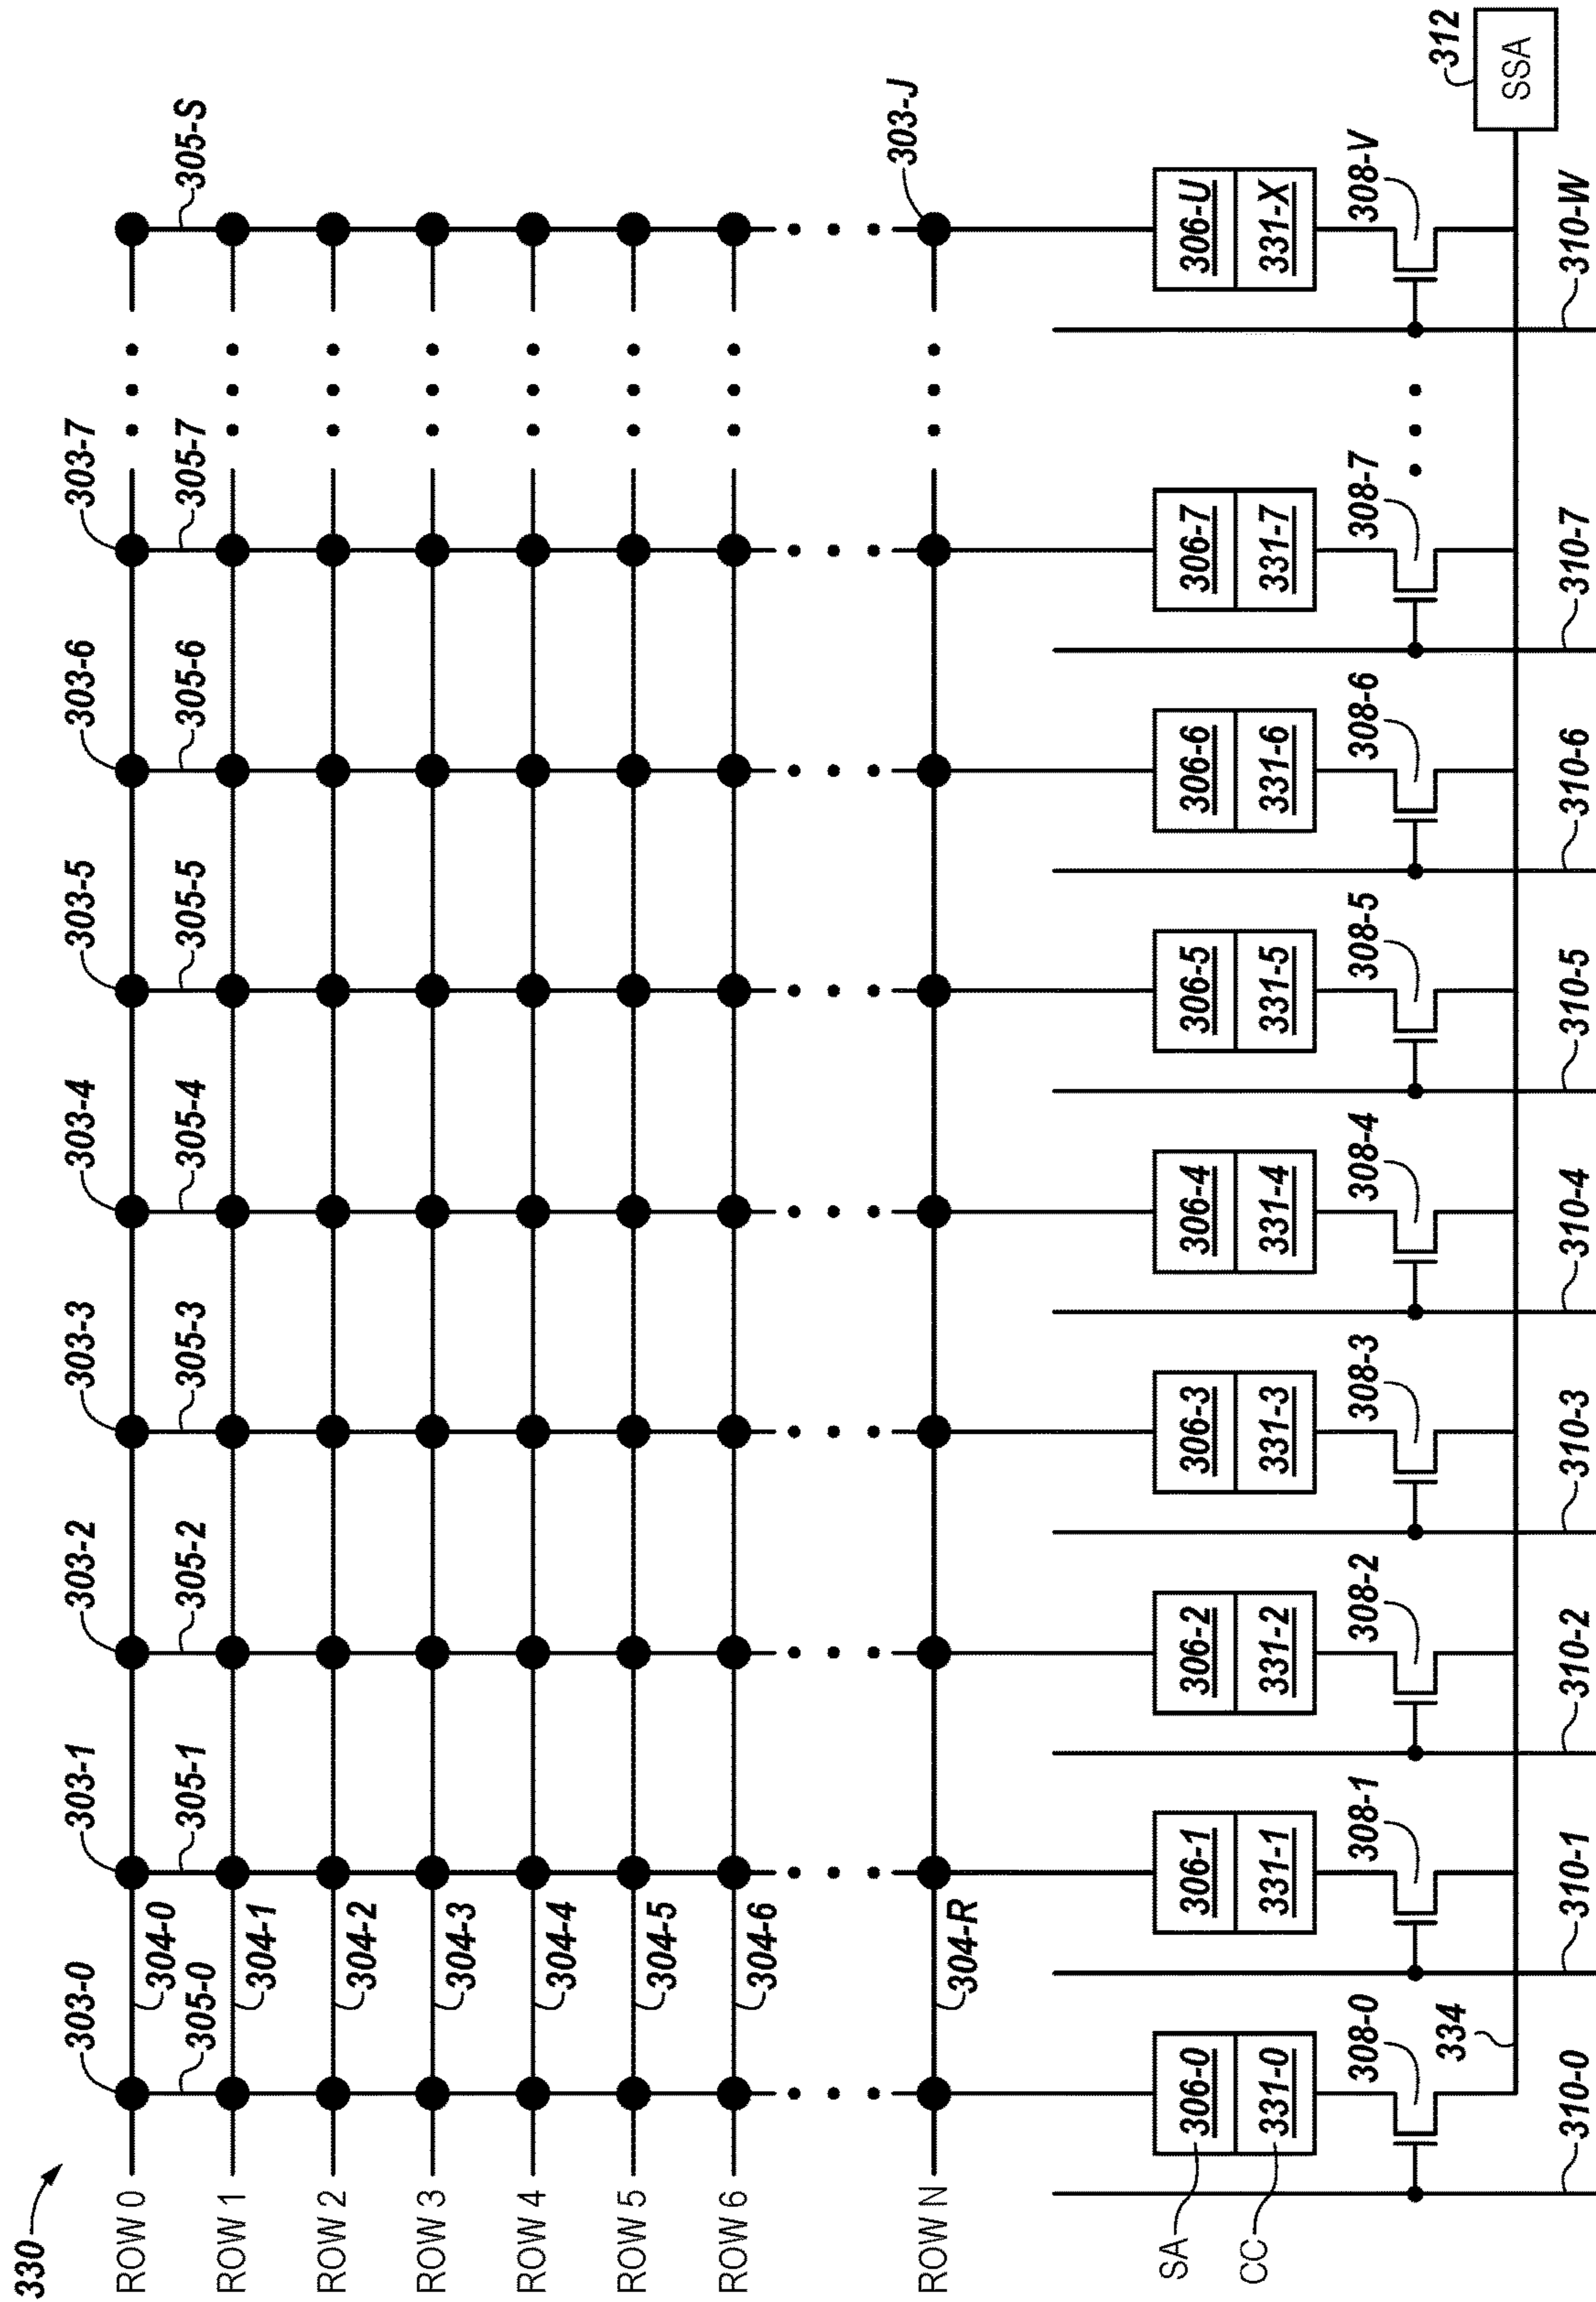 330
303-0 303-1 303-2 303-3 303-4 303-5 303-6 303-7
305-0 305-1 305-2 305-3 305-4 305-5 305-6 305-7 305-S
ROW 0 304-0
ROW 1 304-1
ROW 2 304-2
ROW 3 304-3
ROW 4 304-4
ROW 5 304-5
ROW 6 304-6
303-J
ROW N 304-R
SA 306-0 306-1 306-2 306-3 306-4 306-5 306-6 306-7 306-U
CC 331-0 331-1 331-2 331-3 331-4 331-5 331-6 331-7 331-X
308-0 308-1 308-2 308-3 308-4 308-5 308-6 308-7 308-V
334 312
SSA
310-0 310-1 310-2 310-3 310-4 310-5 310-6 310-7 310-W